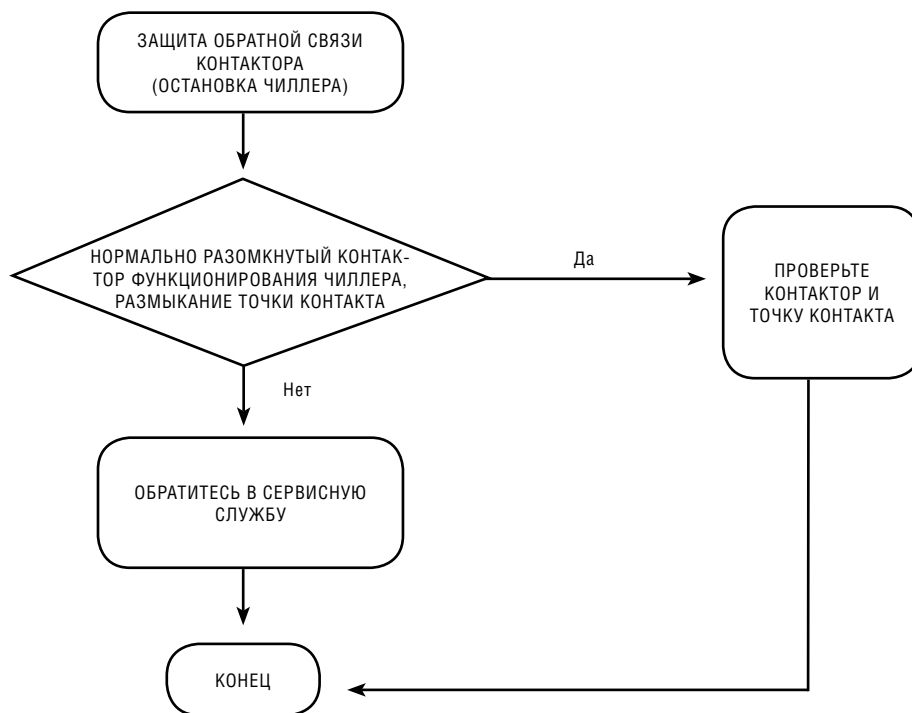 ЗАЩИТА ОБРАТНОЙ СВЯЗИ
КОНТАКТОРА
(ОСТАНОВКА ЧИЛЛЕРА)
НОРМАЛЬНО РАЗОМКНУТЫЙ КОНТАК-
ТОР ФУНКЦИОНИРОВАНИЯ ЧИЛЛЕРА,
РАЗМЫКАНИЕ ТОЧКИ КОНТАКТА
Да
ПРОВЕРЬТЕ
КОНТАКТОР И
ТОЧКУ КОНТАКТА
Нет
ОБРАТИТЕСЬ В СЕРВИСНУЮ
СЛУЖБУ
КОНЕЦ